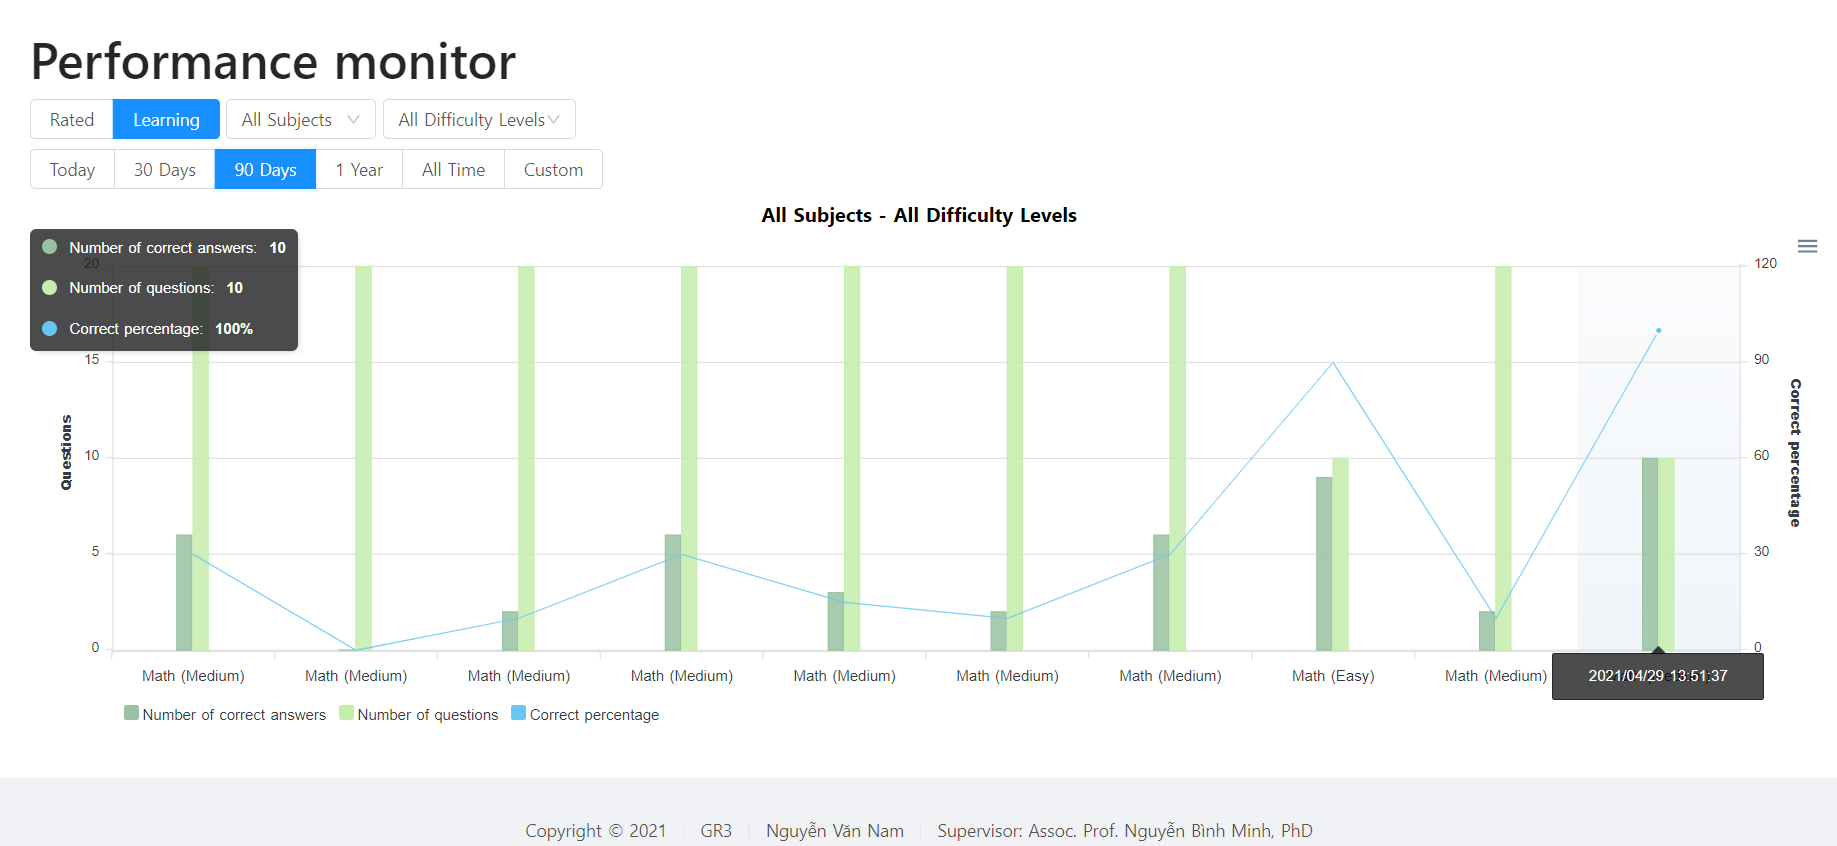 Performance monitor
Rated Learning All Subjects All Difficulty Levels
Today 30 Days 90 Days 1 Year All Time Custom
All Subjects - All Difficulty Levels
Number of correct answers: 10
Number of questions: 10
Correct percentage: 100%
20
15
10
5
0
Questions
120
90
60
30
0
Correct percentage
Math (Medium) Math (Medium) Math (Medium) Math (Medium) Math (Medium) Math (Medium) Math (Medium) Math (Easy) Math (Medium)
2021/04/29 13:51:37
Number of correct answers Number of questions Correct percentage
Copyright © 2021 GR3 Nguyễn Văn Nam Supervisor: Assoc. Prof. Nguyễn Bình Minh, PhD